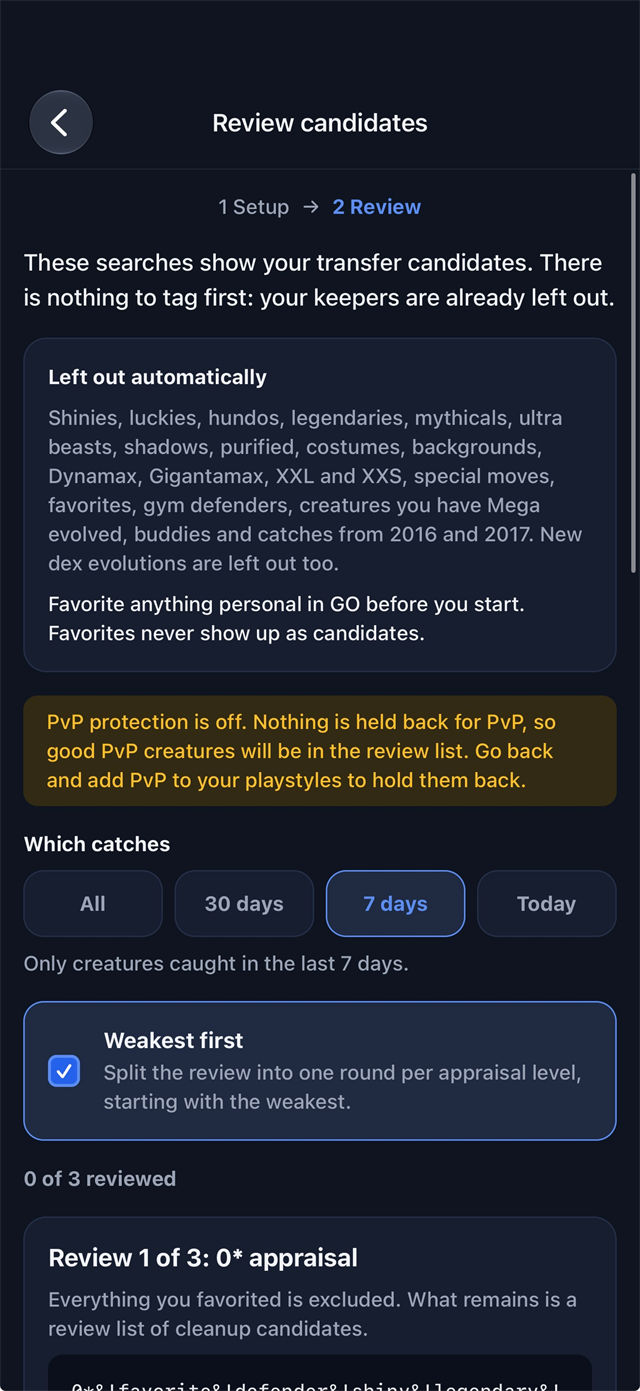 Review candidates
1 Setup → 2 Review
These searches show your transfer candidates. There
is nothing to tag first: your keepers are already left out.
Left out automatically
Shinies, luckies, hundos, legendaries, mythicals, ultra
beasts, shadows, purified, costumes, backgrounds,
Dynamax, Gigantamax, XXL and XXS, special moves,
favorites, gym defenders, creatures you have Mega
evolved, buddies and catches from 2016 and 2017. New
dex evolutions are left out too.
Favorite anything personal in GO before you start.
Favorites never show up as candidates.
PvP protection is off. Nothing is held back for PvP, so
good PvP creatures will be in the review list. Go back
and add PvP to your playstyles to hold them back.
Which catches
All 30 days 7 days Today
Only creatures caught in the last 7 days.
Weakest first
Split the review into one round per appraisal level,
starting with the weakest.
0 of 3 reviewed
Review 1 of 3: 0* appraisal
Everything you favorited is excluded. What remains is a
review list of cleanup candidates.
0*&!favorite&!defender&!shiny&!legendary&!